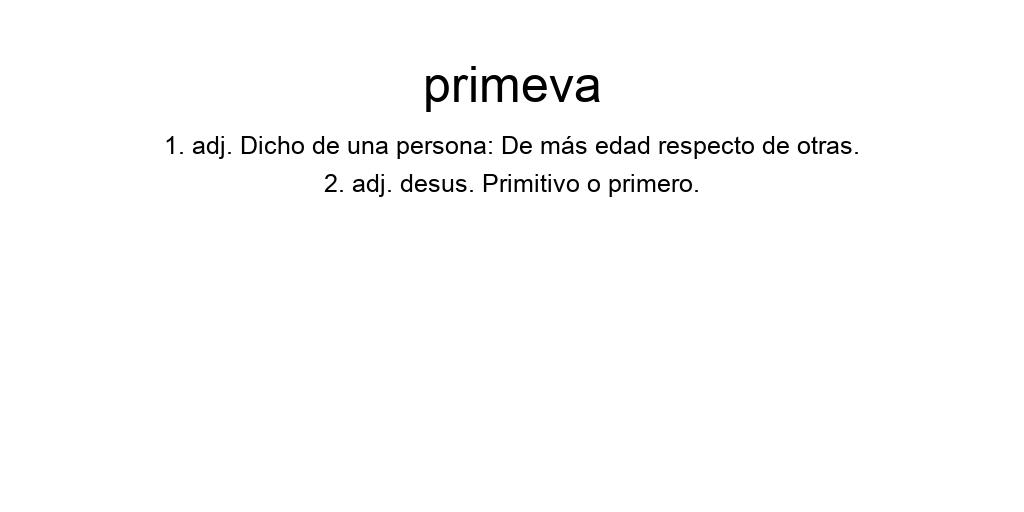 primeva
1. adj. Dicho de una persona: De más edad respecto de otras.
2. adj. desus. Primitivo o primero.